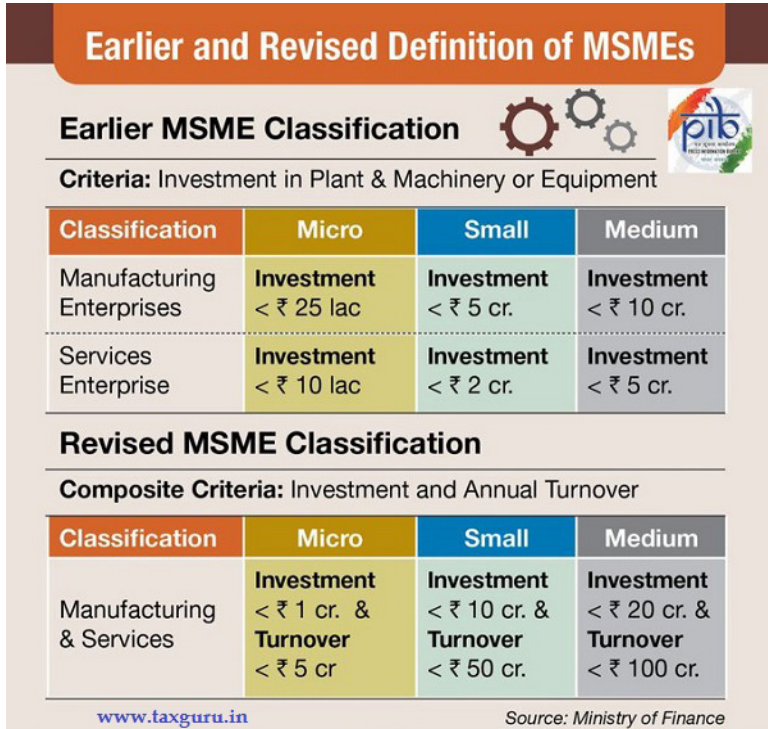 Earlier and Revised Definition of MSMEs
Earlier MSME Classification
pib
Criteria: Investment in Plant & Machinery or Equipment
Classification Micro Small Medium
Manufacturing Investment Investment Investment
Enterprises < ₹ 25 lac < ₹ 5 cr. < ₹ 10 cr.
Services Investment Investment Investment
Enterprise < ₹ 10 lac < ₹ 2 cr. < ₹ 5 cr.
Revised MSME Classification
Composite Criteria: Investment and Annual Turnover
Classification Micro Small Medium
Investment Investment Investment
Manufacturing < ₹ 1 cr. & < ₹ 10 cr. & < ₹ 20 cr. &
& Services Turnover Turnover Turnover
< ₹ 5 cr < ₹ 50 cr. < ₹ 100 cr.
www.taxguru.in Source: Ministry of Finance